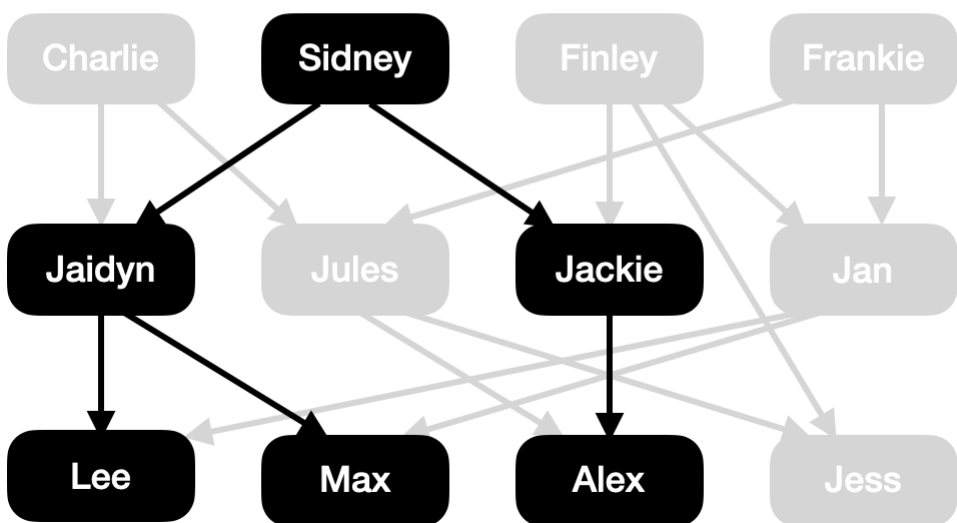 Charlie
Sidney
Finley
Frankie
Jaidyn
Jules
Jackie
Jan
Lee
Max
Alex
Jess